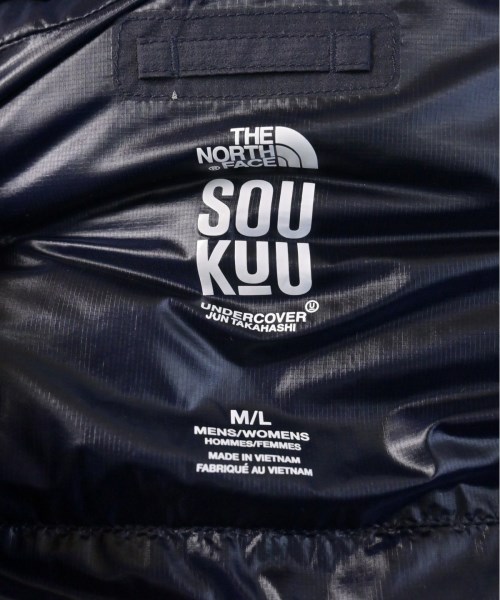 THE
NORTH
FACE
SOU
KUU
UNDERCOVER
JUN TAKAHASHI
M/L
MENS/WOMENS
HOMMES/FEMMES
MADE IN VIETNAM
FABRIQUÉ AU VIETNAM